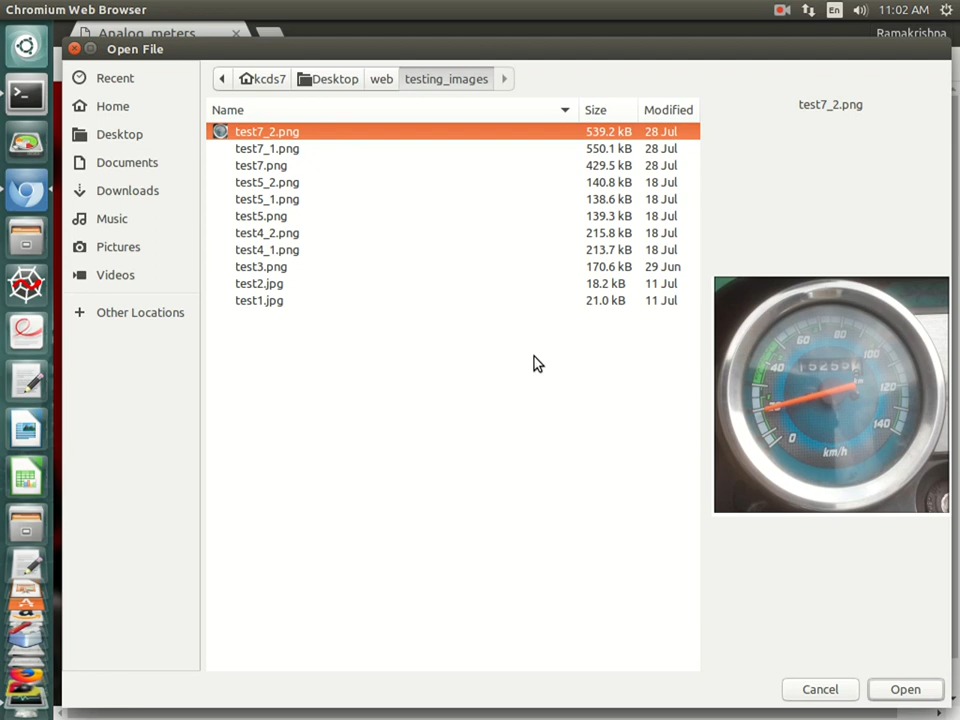 Chromium Web Browser
En
11:02 AM
Analog_meters
Ramakrishna
Open File
Recent
Home
Desktop
Documents
Downloads
Music
Pictures
Videos
Other Locations
kcds7
Desktop
web
testing_images
Name Size Modified
test7_2.png 539.2 kB 28 Jul
test7_1.png 550.1 kB 28 Jul
test7.png 429.5 kB 28 Jul
test5_2.png 140.8 kB 18 Jul
test5_1.png 138.6 kB 18 Jul
test5.png 139.3 kB 18 Jul
test4_2.png 215.8 kB 18 Jul
test4_1.png 213.7 kB 18 Jul
test3.png 170.6 kB 29 Jun
test2.jpg 18.2 kB 11 Jul
test1.jpg 21.0 kB 11 Jul
test7_2.png
0
40
60
80
100
120
140
km
km/h
Cancel
Open